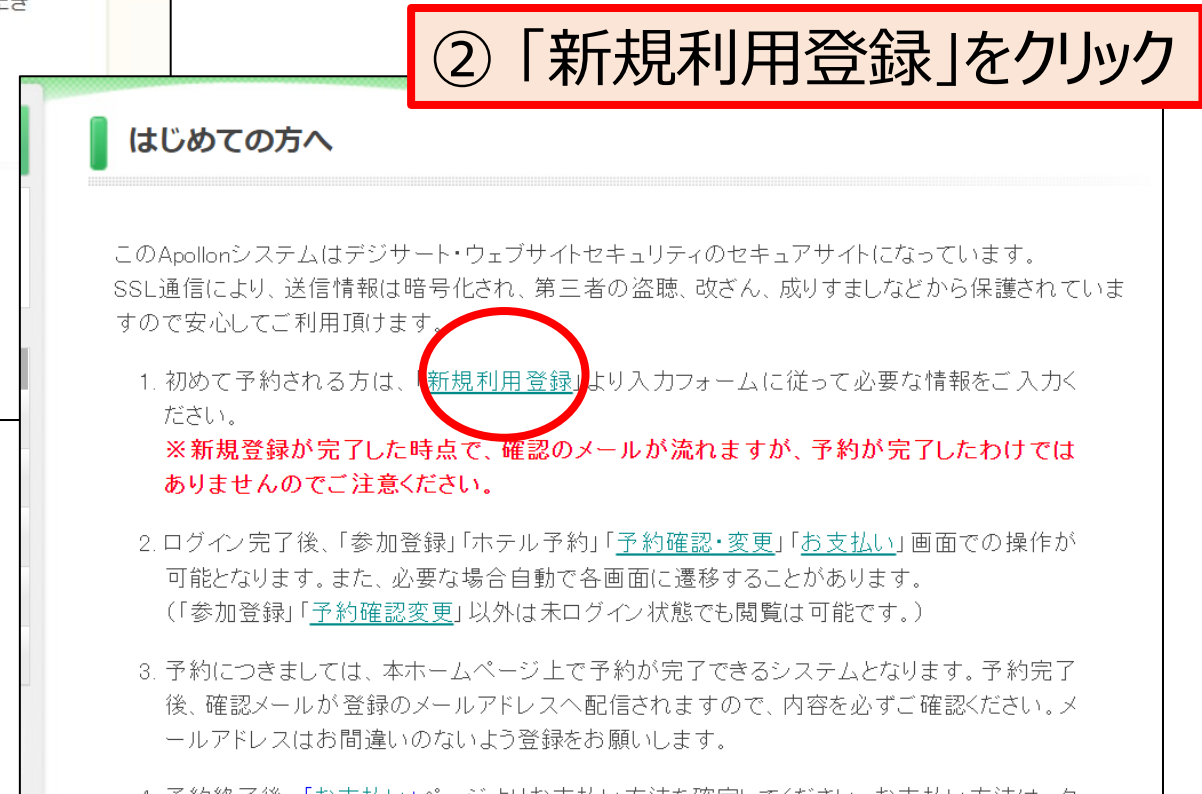 ② 「新規利用登録」をクリック
はじめての方へ
このApollonシステムはデジサート・ウェブサイトセキュリティのセキュアサイトになっています。
SSL通信により、送信情報は暗号化され、第三者の盗聴、改ざん、成りすましなどから保護されていま
すので安心してご利用頂けます。
1. 初めて予約される方は、「新規利用登録」より入力フォームに従って必要な情報をご入力く
ださい。
※新規登録が完了した時点で、確認のメールが流れますが、予約が完了したわけでは
ありませんのでご注意ください。
2. ログイン完了後、「参加登録」「ホテル予約」「予約確認・変更」「お支払い」画面での操作が
可能となります。また、必要な場合自動で各画面に遷移することがあります。
(「参加登録」「予約確認変更」以外は未ログイン状態でも閲覧は可能です。)
3. 予約につきましては、本ホームページ上で予約が完了できるシステムとなります。予約完了
後、確認メールが登録のメールアドレスへ配信されますので、内容を必ずご確認ください。メ
ールアドレスはお間違いのないよう登録をお願いします。